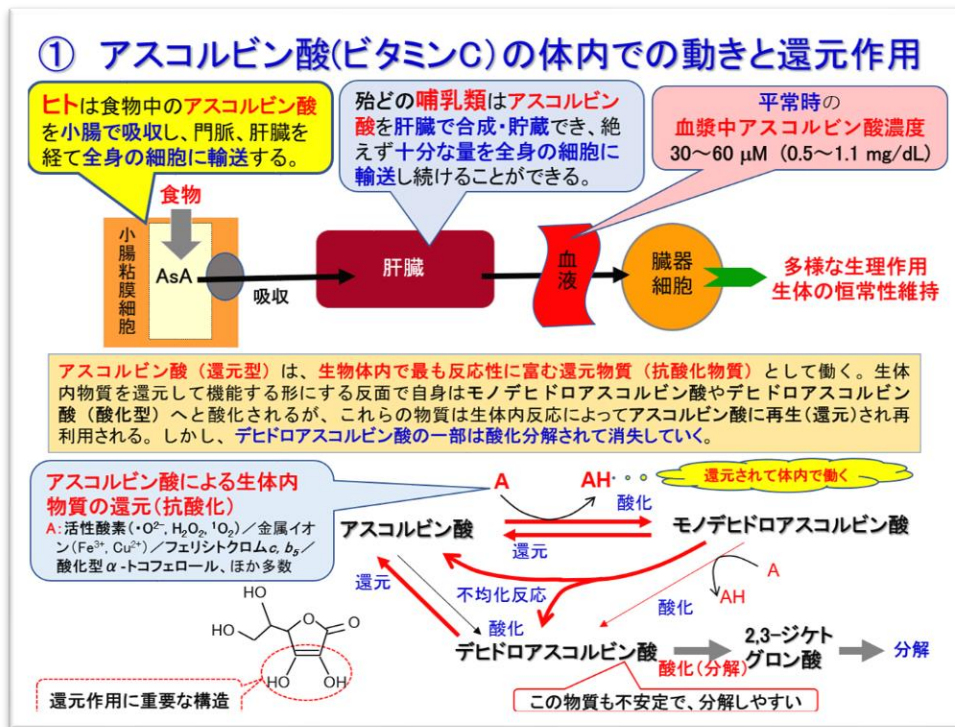 ① アスコルビン酸(ビタミンC)の体内での動きと還元作用
ヒトは食物中のアスコルビン酸
を小腸で吸収し、門脈、肝臓を
経て全身の細胞に輸送する。
殆どの哺乳類はアスコルビン
酸を肝臓で合成・貯蔵でき、絶
えず十分な量を全身の細胞に
輸送し続けることができる。
平常時の
血漿中アスコルビン酸濃度
30～60 μM (0.5～1.1 mg/dL)
食物
小腸粘膜細胞
AsA
吸収
肝臓
血液
臓器
細胞
多様な生理作用
生体の恒常性維持
アスコルビン酸（還元型）は、生物体内で最も反応性に富む還元物質（抗酸化物質）として働く。生体
内物質を還元して機能する形にする反面で自身はモノデヒドロアスコルビン酸やデヒドロアスコルビン
酸（酸化型）へと酸化されるが、これらの物質は生体内反応によってアスコルビン酸に再生（還元）され再
利用される。しかし、デヒドロアスコルビン酸の一部は酸化分解されて消失していく。
アスコルビン酸による生体内
物質の還元(抗酸化)
A:活性酸素(・O²⁻, H₂O₂, ¹O₂)／金属イオ
ン(Fe³⁺, Cu²⁺)／フェリシトクロムc, b₅／
酸化型α-トコフェロール、ほか多数
A
AH・
還元されて体内で働く
酸化
アスコルビン酸
モノデヒドロアスコルビン酸
還元
還元
不均化反応
酸化
酸化
A
AH
デヒドロアスコルビン酸
酸化(分解)
2,3-ジケト
グロン酸
分解
この物質も不安定で、分解しやすい
HO
HO
O
O
HO
OH
還元作用に重要な構造